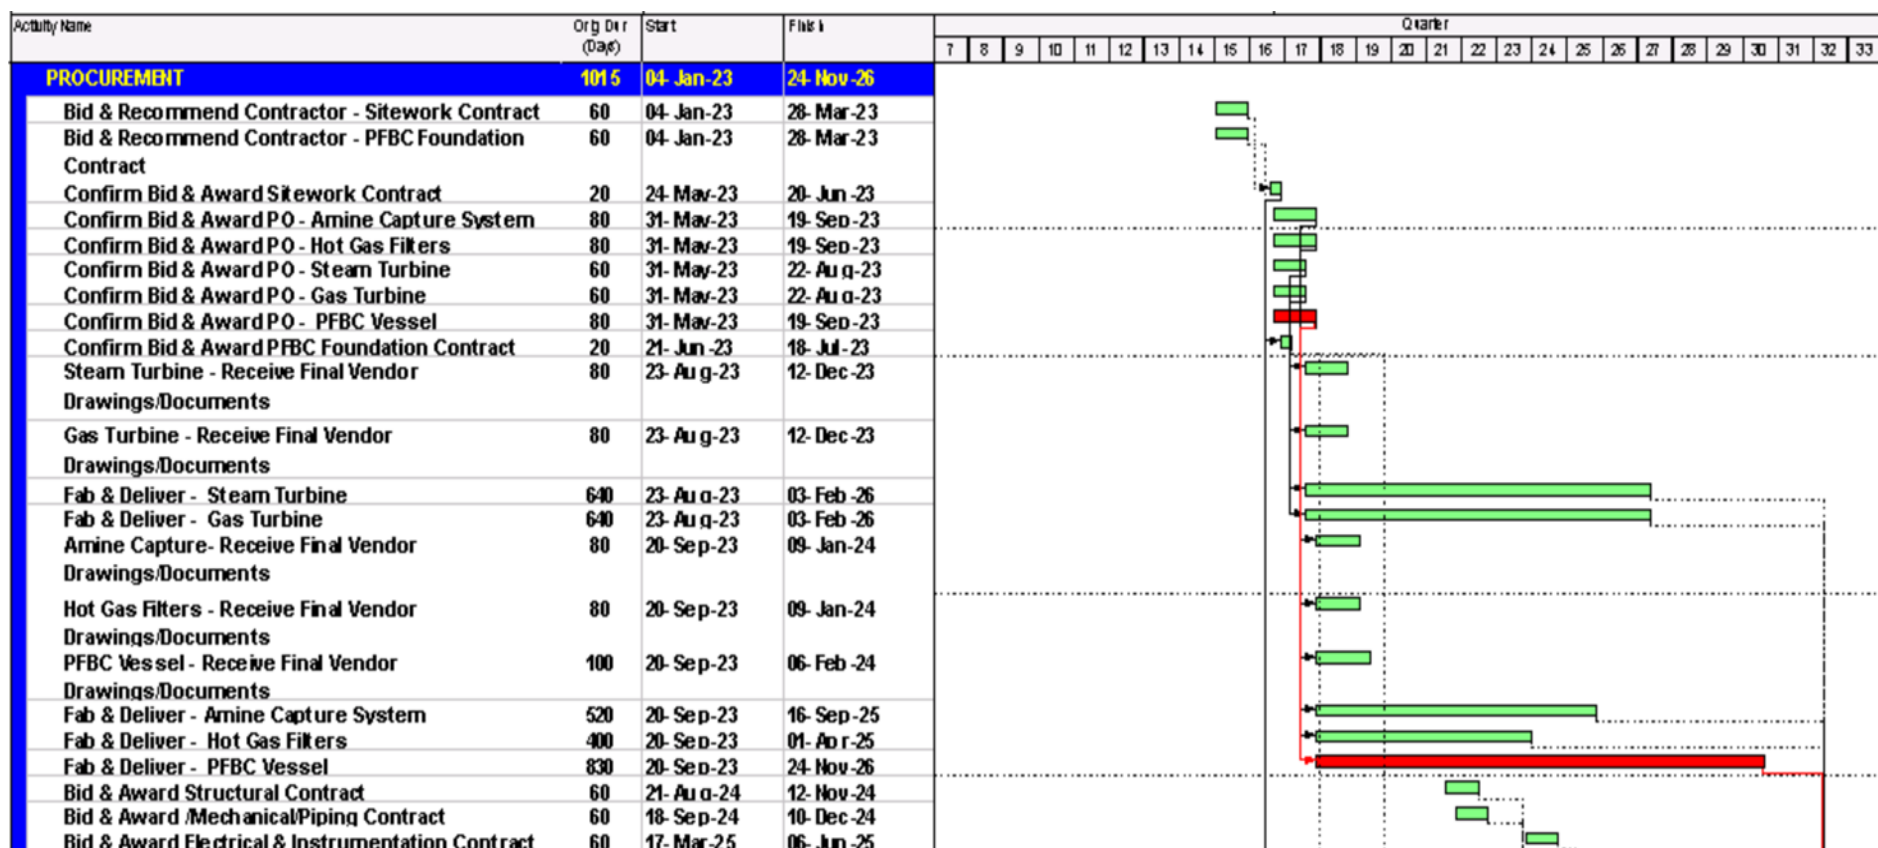 Activity Name Orig Dur Start Finish Quarter
(Days) 7 8 9 10 11 12 13 14 15 16 17 18 19 20 21 22 23 24 25 26 27 28 29 30 31 32 33
PROCUREMENT 1015 04-Jan-23 24-Nov-26
Bid & Recommend Contractor - Sitework Contract 60 04-Jan-23 28-Mar-23
Bid & Recommend Contractor - PFBC Foundation 60 04-Jan-23 28-Mar-23
Contract
Confirm Bid & Award Sitework Contract 20 24-May-23 20-Jun-23
Confirm Bid & Award PO - Amine Capture System 80 31-May-23 19-Sep-23
Confirm Bid & Award PO - Hot Gas Filters 80 31-May-23 19-Sep-23
Confirm Bid & Award PO - Steam Turbine 60 31-May-23 22-Aug-23
Confirm Bid & Award PO - Gas Turbine 60 31-May-23 22-Aug-23
Confirm Bid & Award PO - PFBC Vessel 80 31-May-23 19-Sep-23
Confirm Bid & Award PFBC Foundation Contract 20 21-Jun-23 18-Jul-23
Steam Turbine - Receive Final Vendor 80 23-Aug-23 12-Dec-23
Drawings/Documents
Gas Turbine - Receive Final Vendor 80 23-Aug-23 12-Dec-23
Drawings/Documents
Fab & Deliver - Steam Turbine 640 23-Aug-23 03-Feb-26
Fab & Deliver - Gas Turbine 640 23-Aug-23 03-Feb-26
Amine Capture- Receive Final Vendor 80 20-Sep-23 09-Jan-24
Drawings/Documents
Hot Gas Filters - Receive Final Vendor 80 20-Sep-23 09-Jan-24
Drawings/Documents
PFBC Vessel - Receive Final Vendor 100 20-Sep-23 06-Feb-24
Drawings/Documents
Fab & Deliver - Amine Capture System 520 20-Sep-23 16-Sep-25
Fab & Deliver - Hot Gas Filters 400 20-Sep-23 01-Apr-25
Fab & Deliver - PFBC Vessel 830 20-Sep-23 24-Nov-26
Bid & Award Structural Contract 60 21-Aug-24 12-Nov-24
Bid & Award /Mechanical/Piping Contract 60 18-Sep-24 10-Dec-24
Bid & Award Electrical & Instrumentation Contract 60 17-Mar-25 06-Jun-25